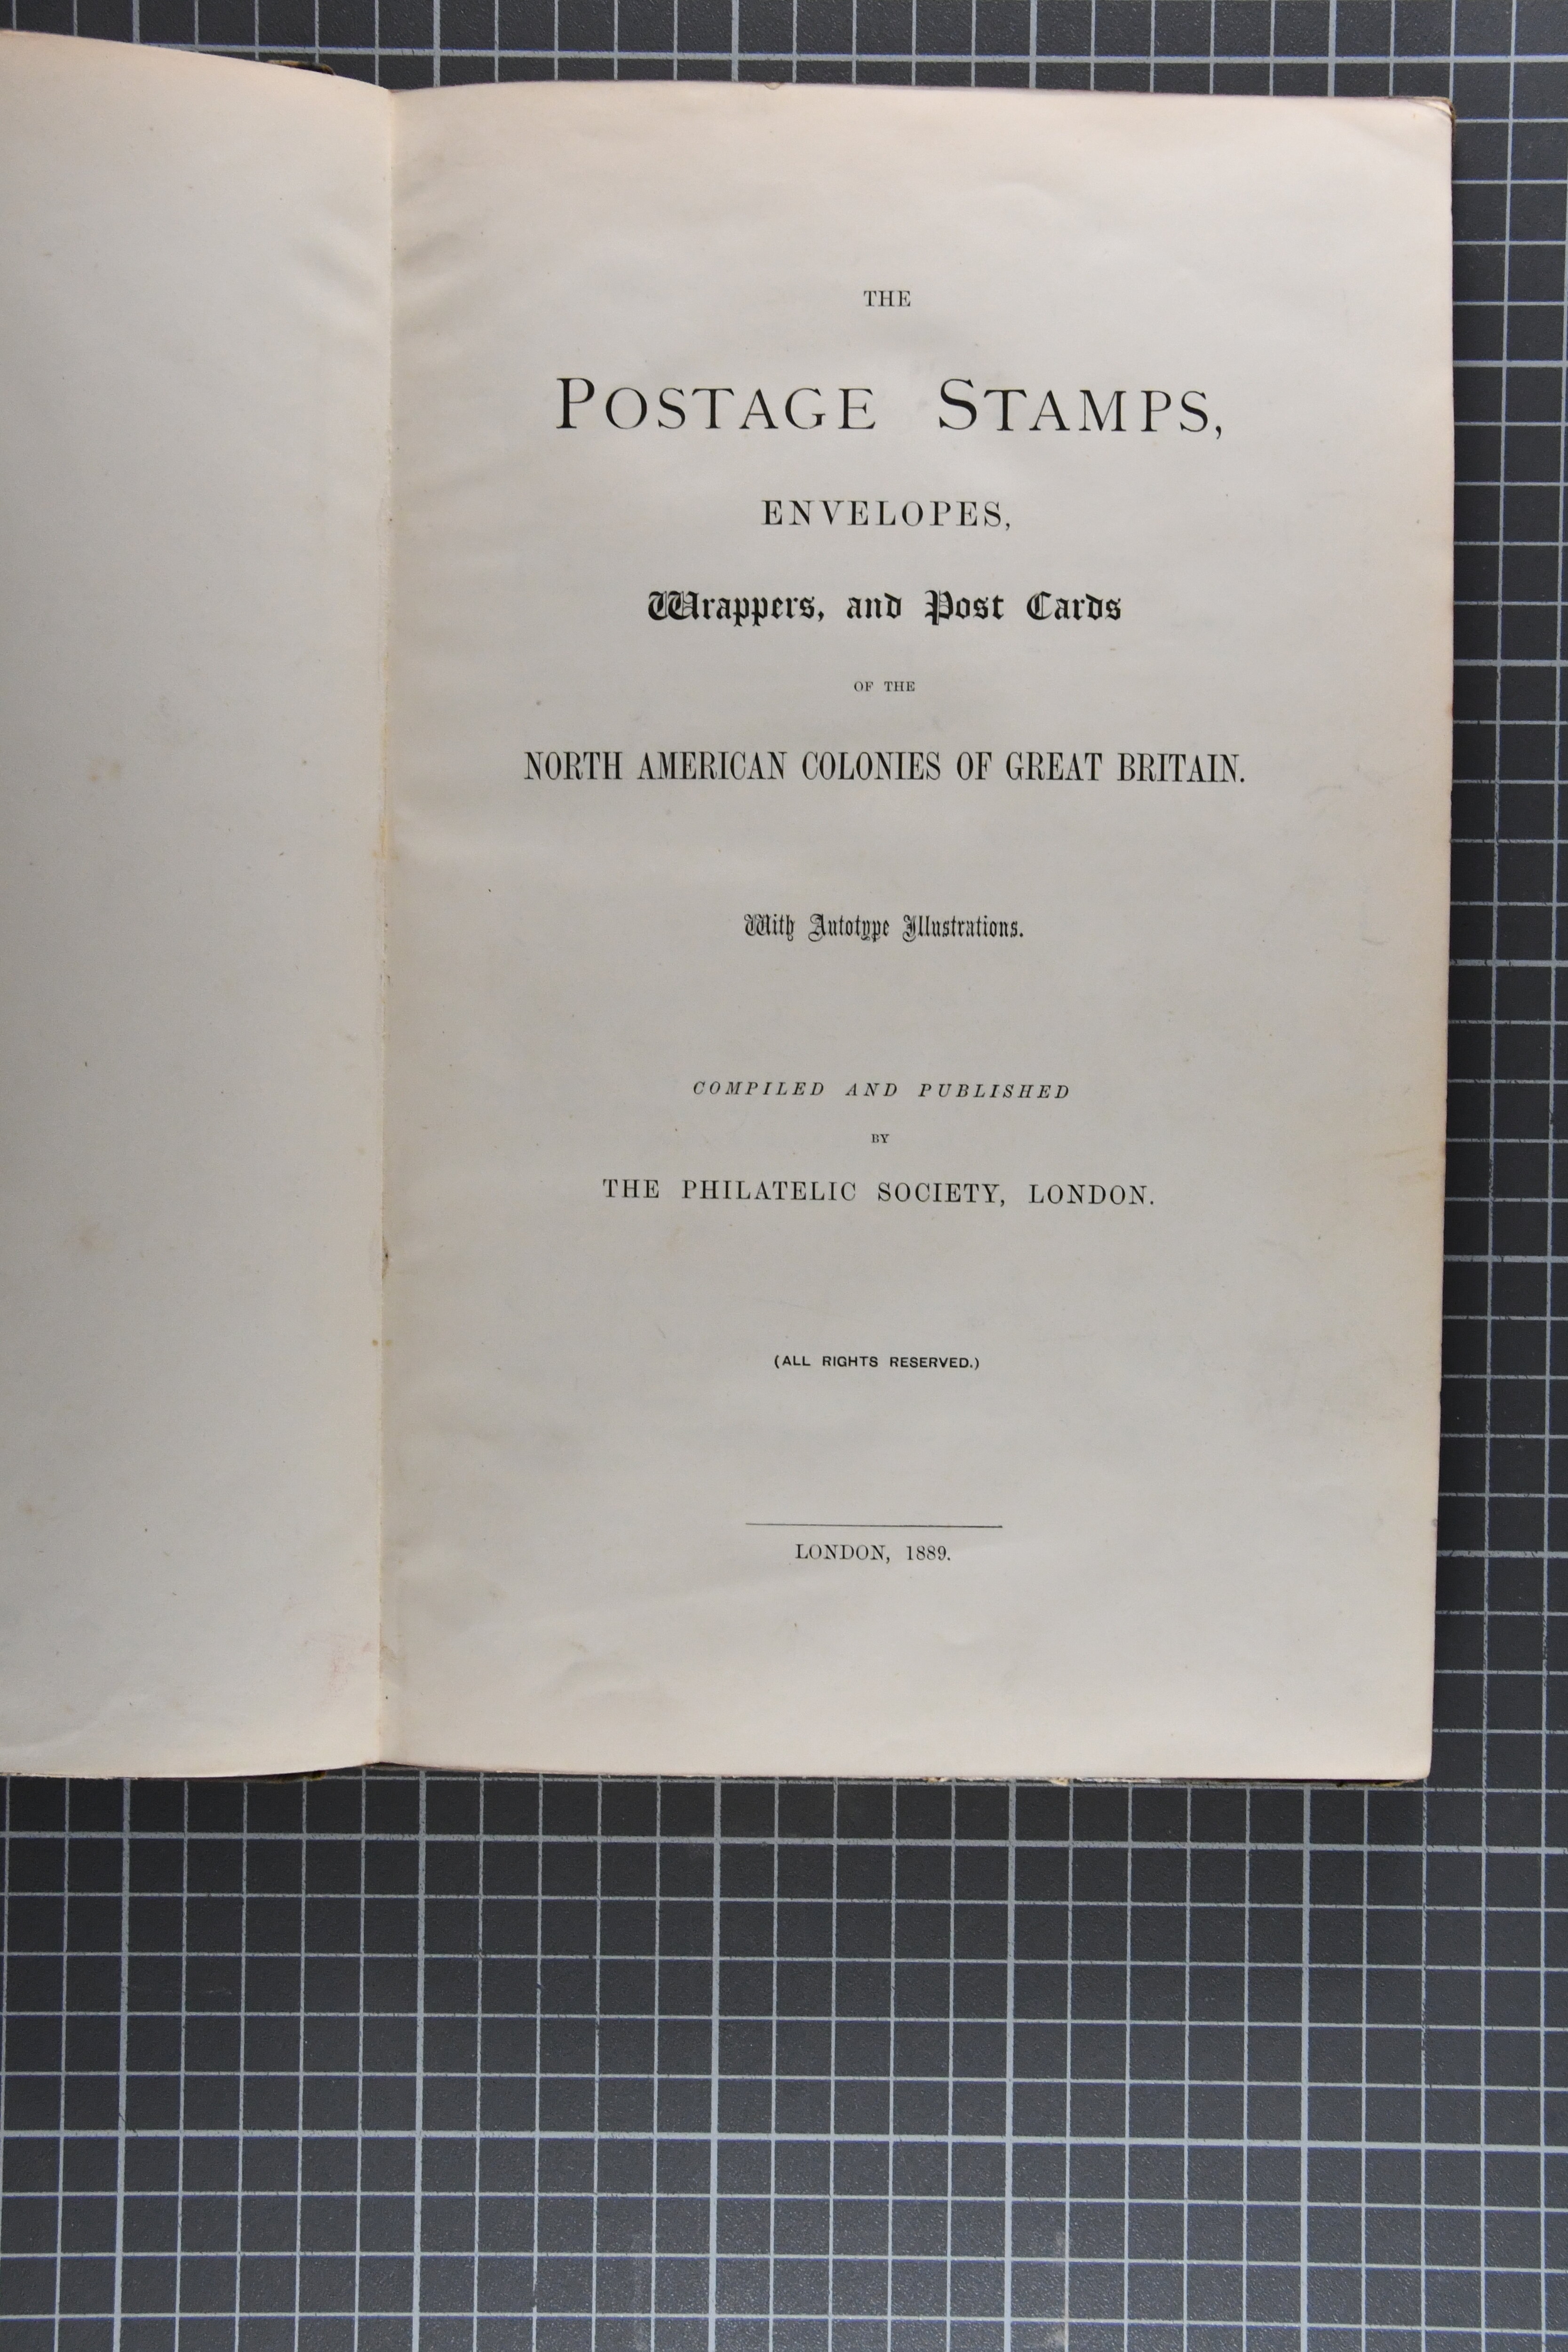 THE
POSTAGE STAMPS,
ENVELOPES,
Wrappers, and Post Cards
OF THE
NORTH AMERICAN COLONIES OF GREAT BRITAIN.
With Autotype Illustrations.
COMPILED AND PUBLISHED
BY
THE PHILATELIC SOCIETY, LONDON.
(ALL RIGHTS RESERVED.)
LONDON, 1889.